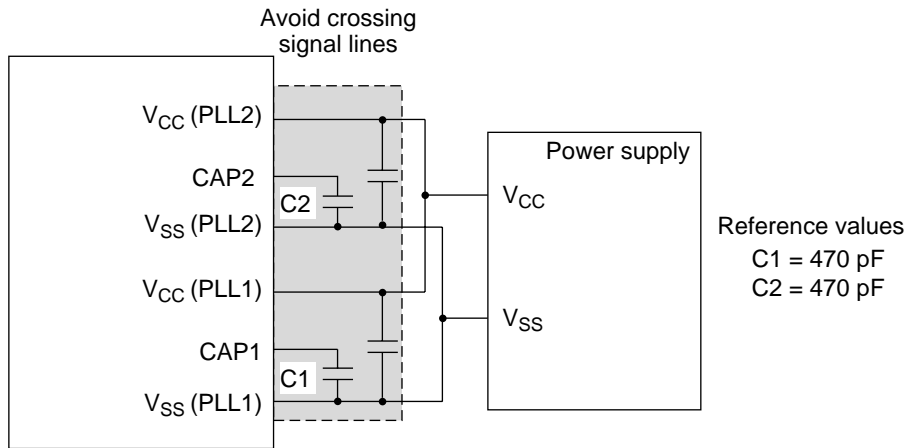 Avoid crossing
signal lines
VCC (PLL2)
CAP2
C2
VSS (PLL2)
VCC (PLL1)
CAP1
C1
VSS (PLL1)
Power supply
VCC
VSS
Reference values
C1 = 470 pF
C2 = 470 pF